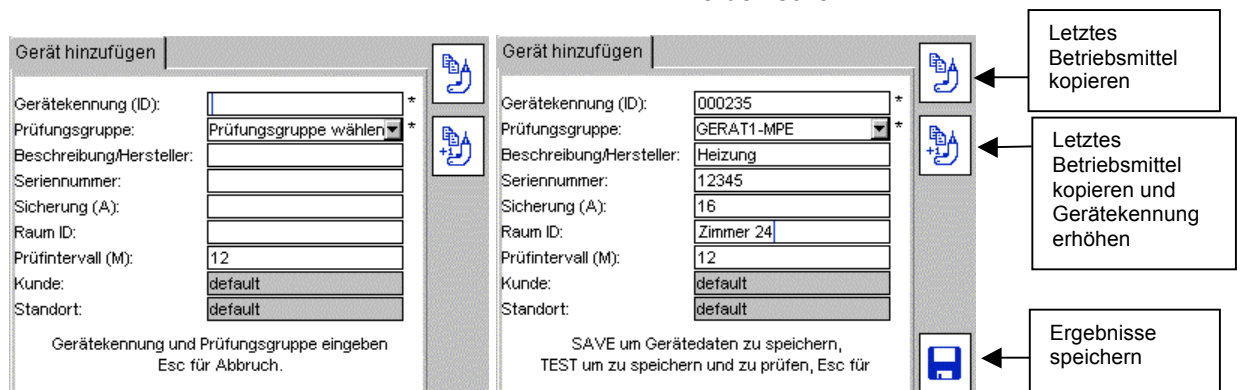 Gerät hinzufügen
Gerätekennung (ID): *
Prüfungsgruppe: Prüfungsgruppe wählen *
Beschreibung/Hersteller:
Seriennummer:
Sicherung (A):
Raum ID:
Prüfintervall (M): 12
Kunde: default
Standort: default
Gerätekennung und Prüfungsgruppe eingeben
Esc für Abbruch.
+1
Gerät hinzufügen
Gerätekennung (ID): 000235 *
Prüfungsgruppe: GERAT1-MPE *
Beschreibung/Hersteller: Heizung
Seriennummer: 12345
Sicherung (A): 16
Raum ID: Zimmer 24
Prüfintervall (M): 12
Kunde: default
Standort: default
SAVE um Gerätedaten zu speichern,
TEST um zu speichern und zu prüfen, Esc für
+1
Letztes
Betriebsmittel
kopieren
Letztes
Betriebsmittel
kopieren und
Gerätekennung
erhöhen
Ergebnisse
speichern